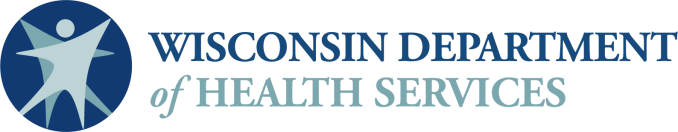 WISCONSIN DEPARTMENT
of HEALTH SERVICES